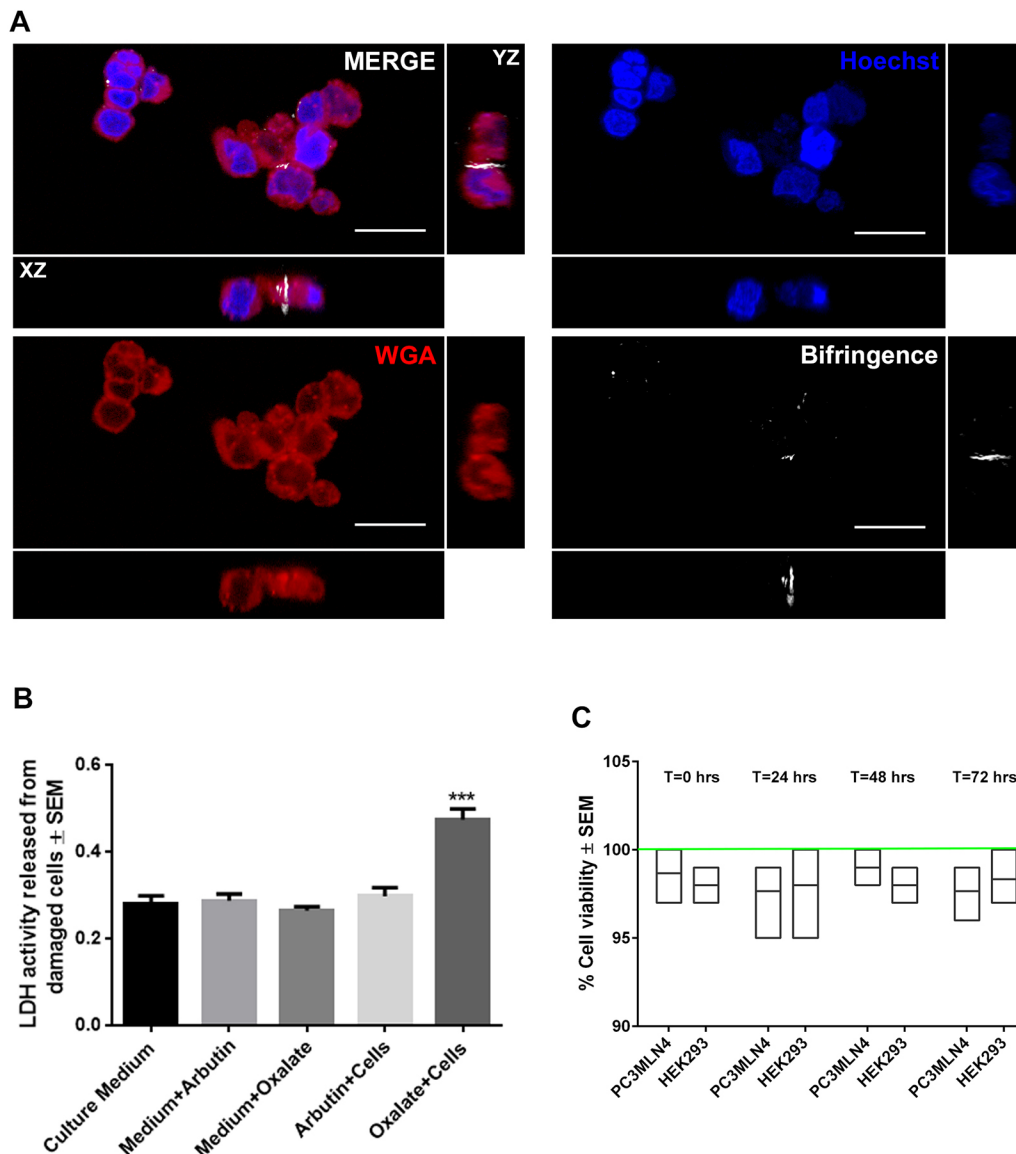 A
MERGE
YZ
Hoechst
XZ
WGA
Bifringence
B
LDH activity released from
damaged cells ± SEM
0.6
0.4
0.2
0.0
***
Culture Medium
Medium+Arbutin
Medium+Oxalate
Arbutin+Cells
Oxalate+Cells
C
% Cell viability ± SEM
105
100
95
90
T=0 hrs
T=24 hrs
T=48 hrs
T=72 hrs
PC3MLN4
HEK293
PC3MLN4
HEK293
PC3MLN4
HEK293
PC3MLN4
HEK293